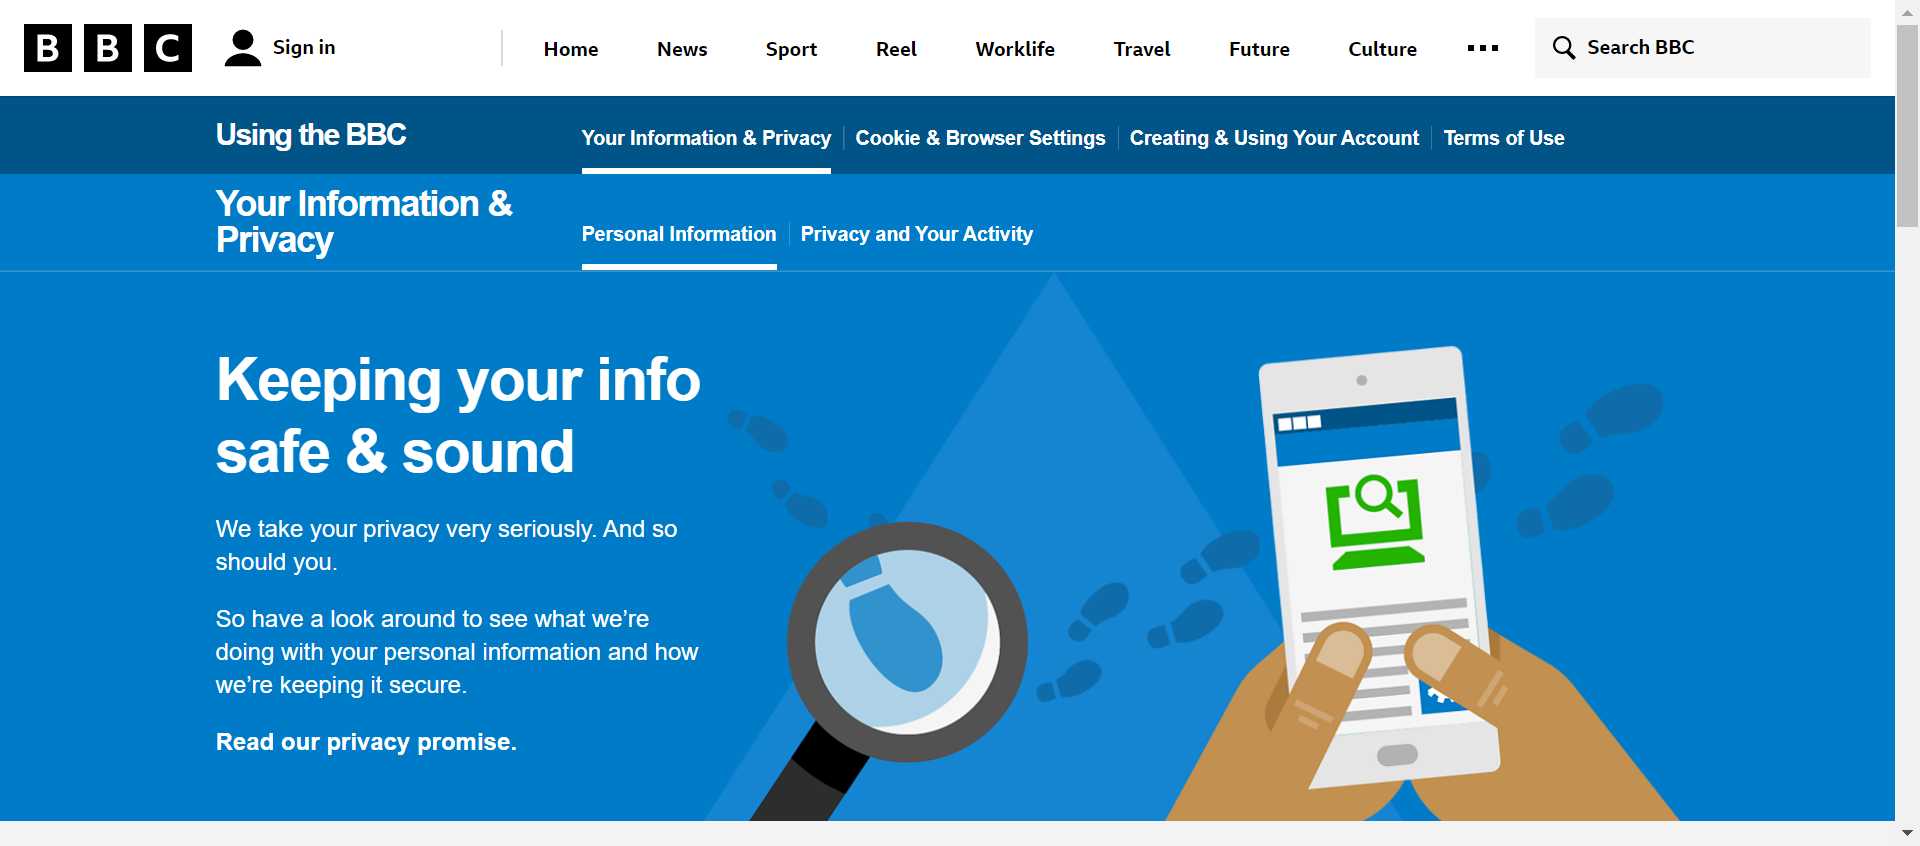 BBC
Sign in
Home
News
Sport
Reel
Worklife
Travel
Future
Culture
Search BBC
Using the BBC
Your Information & Privacy
Cookie & Browser Settings
Creating & Using Your Account
Terms of Use
Your Information &
Privacy
Personal Information
Privacy and Your Activity
Keeping your info
safe & sound
We take your privacy very seriously. And so
should you.
So have a look around to see what we’re
doing with your personal information and how
we’re keeping it secure.
Read our privacy promise.